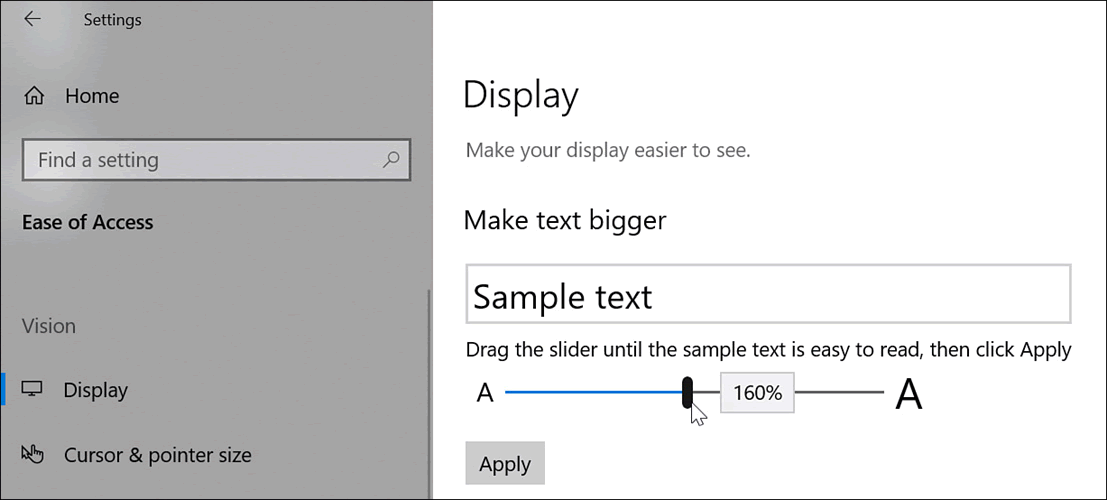 Settings
Home
Find a setting
Ease of Access
Vision
Display
Cursor & pointer size
Display
Make your display easier to see.
Make text bigger
Sample text
Drag the slider until the sample text is easy to read, then click Apply
A 160% A
Apply